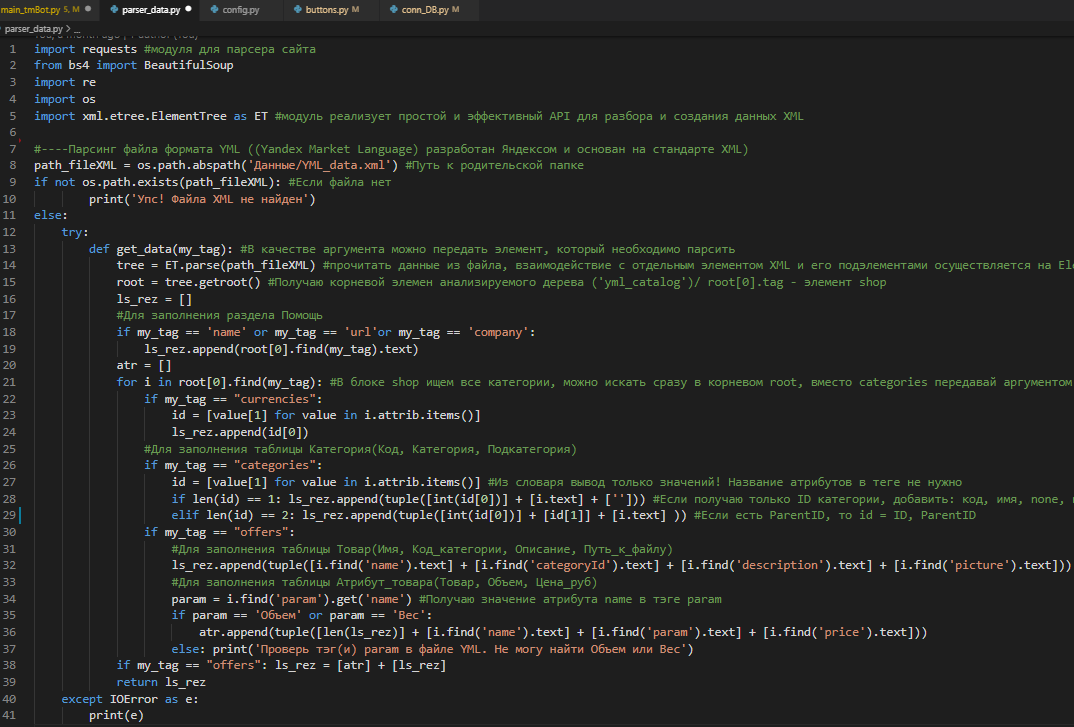 main_tmBot.py 5, M ● parser_data.py ● config.py buttons.py M conn_DB.py M
parser_data.py > ...
1 import requests #модуля для парсера сайта
2 from bs4 import BeautifulSoup
3 import re
4 import os
5 import xml.etree.ElementTree as ET #модуль реализует простой и эффективный API для разбора и создания данных XML
6
7 #----Парсинг файла формата YML ((Yandex Market Language) разработан Яндексом и основан на стандарте XML)
8 path_fileXML = os.path.abspath('Данные/YML_data.xml') #Путь к родительской папке
9 if not os.path.exists(path_fileXML): #Если файла нет
10 print('Упс! Файла XML не найден')
11 else:
12 try:
13 def get_data(my_tag): #В качестве аргумента можно передать элемент, который необходимо парсить
14 tree = ET.parse(path_fileXML) #прочитать данные из файла, взаимодействие с отдельным элементом XML и его подэлементами осуществляется на Ele
15 root = tree.getroot() #Получаю корневой элемен анализируемого дерева ('yml_catalog')/ root[0].tag - элемент shop
16 ls_rez = []
17 #Для заполнения раздела Помощь
18 if my_tag == 'name' or my_tag == 'url'or my_tag == 'company':
19 ls_rez.append(root[0].find(my_tag).text)
20 atr = []
21 for i in root[0].find(my_tag): #В блоке shop ищем все категории, можно искать сразу в корневом root, вместо categories передавай аргументом
22 if my_tag == "currencies":
23 id = [value[1] for value in i.attrib.items()]
24 ls_rez.append(id[0])
25 #Для заполнения таблицы Категория(Код, Категория, Подкатегория)
26 if my_tag == "categories":
27 id = [value[1] for value in i.attrib.items()] #Из словаря вывод только значений! Название атрибутов в теге не нужно
28 if len(id) == 1: ls_rez.append(tuple([int(id[0])] + [i.text] + [''])) #Если получаю только ID категории, добавить: код, имя, none,
29 elif len(id) == 2: ls_rez.append(tuple([int(id[0])] + [id[1]] + [i.text] )) #Если есть ParentID, то id = ID, ParentID
30 if my_tag == "offers":
31 #Для заполнения таблицы Товар(Имя, Код_категории, Описание, Путь_к_файлу)
32 ls_rez.append(tuple([i.find('name').text] + [i.find('categoryId').text] + [i.find('description').text] + [i.find('picture').text]))
33 #Для заполнения таблицы Атрибут_товара(Товар, Объем, Цена_руб)
34 param = i.find('param').get('name') #Получаю значение атрибута name в тэге param
35 if param == 'Объем' or param == 'Вес':
36 atr.append(tuple([len(ls_rez)] + [i.find('name').text] + [i.find('param').text] + [i.find('price').text]))
37 else: print('Проверь тэг(и) param в файле YML. Не могу найти Объем или Вес')
38 if my_tag == "offers": ls_rez = [atr] + [ls_rez]
39 return ls_rez
40 except IOError as e:
41 print(e)